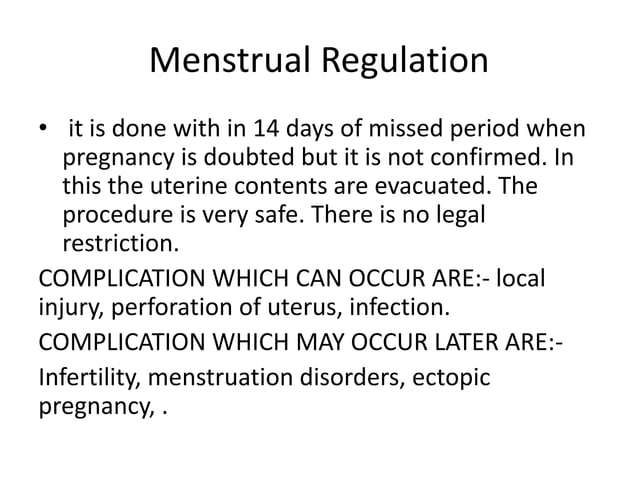 Menstrual Regulation
• it is done with in 14 days of missed period when
pregnancy is doubted but it is not confirmed. In
this the uterine contents are evacuated. The
procedure is very safe. There is no legal
restriction.
COMPLICATION WHICH CAN OCCUR ARE:- local
injury, perforation of uterus, infection.
COMPLICATION WHICH MAY OCCUR LATER ARE:-
Infertility, menstruation disorders, ectopic
pregnancy, .